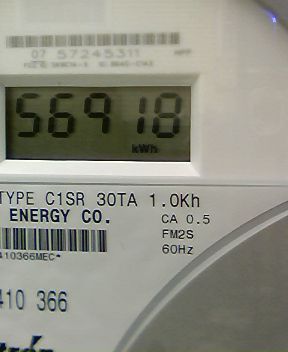 07 57245311
56918
kWh
TYPE C1SR 30TA 1.0Kh
ENERGY CO.
CA 0.5
FM2S
60Hz
410366MEC*
410 366